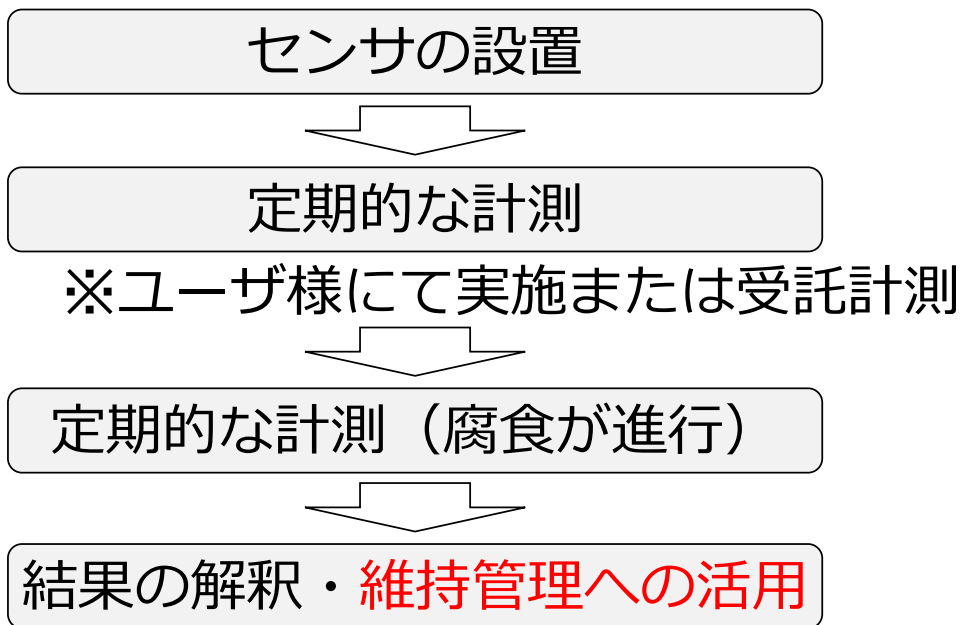 センサの設置
定期的な計測
※ユーザ様にて実施または受託計測
定期的な計測（腐食が進行）
結果の解釈・維持管理への活用